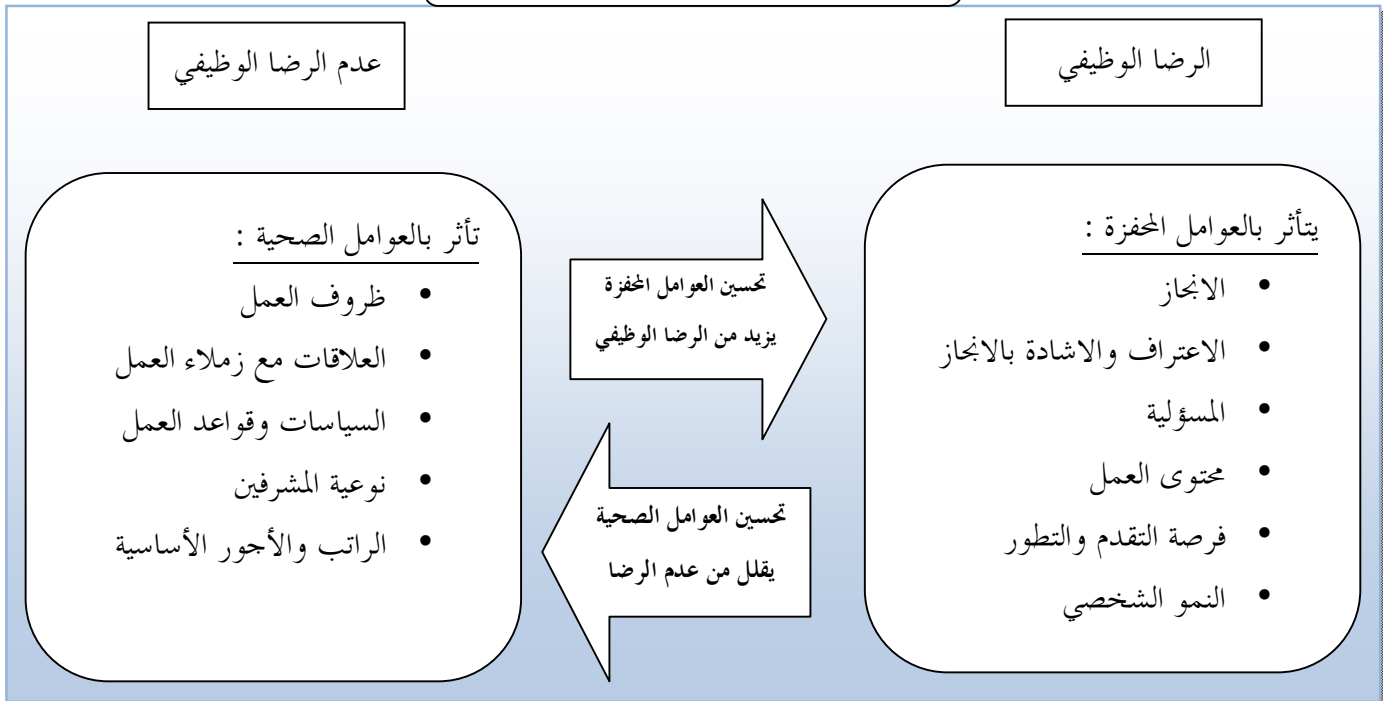 الرضا الوظيفي
عدم الرضا الوظيفي
يتأثر بالعوامل المحفزة :
• الانجاز
• الاعتراف والاشادة بالانجاز
• المسؤلية
• محتوى العمل
• فرصة التقدم والتطور
• النمو الشخصي
تحسين العوامل المحفزة
يزيد من الرضا الوظيفي
تحسين العوامل الصحية
يقلل من عدم الرضا
تأثر بالعوامل الصحية :
• ظروف العمل
• العلاقات مع زملاء العمل
• السياسات وقواعد العمل
• نوعية المشرفين
• الراتب والأجور الأساسية